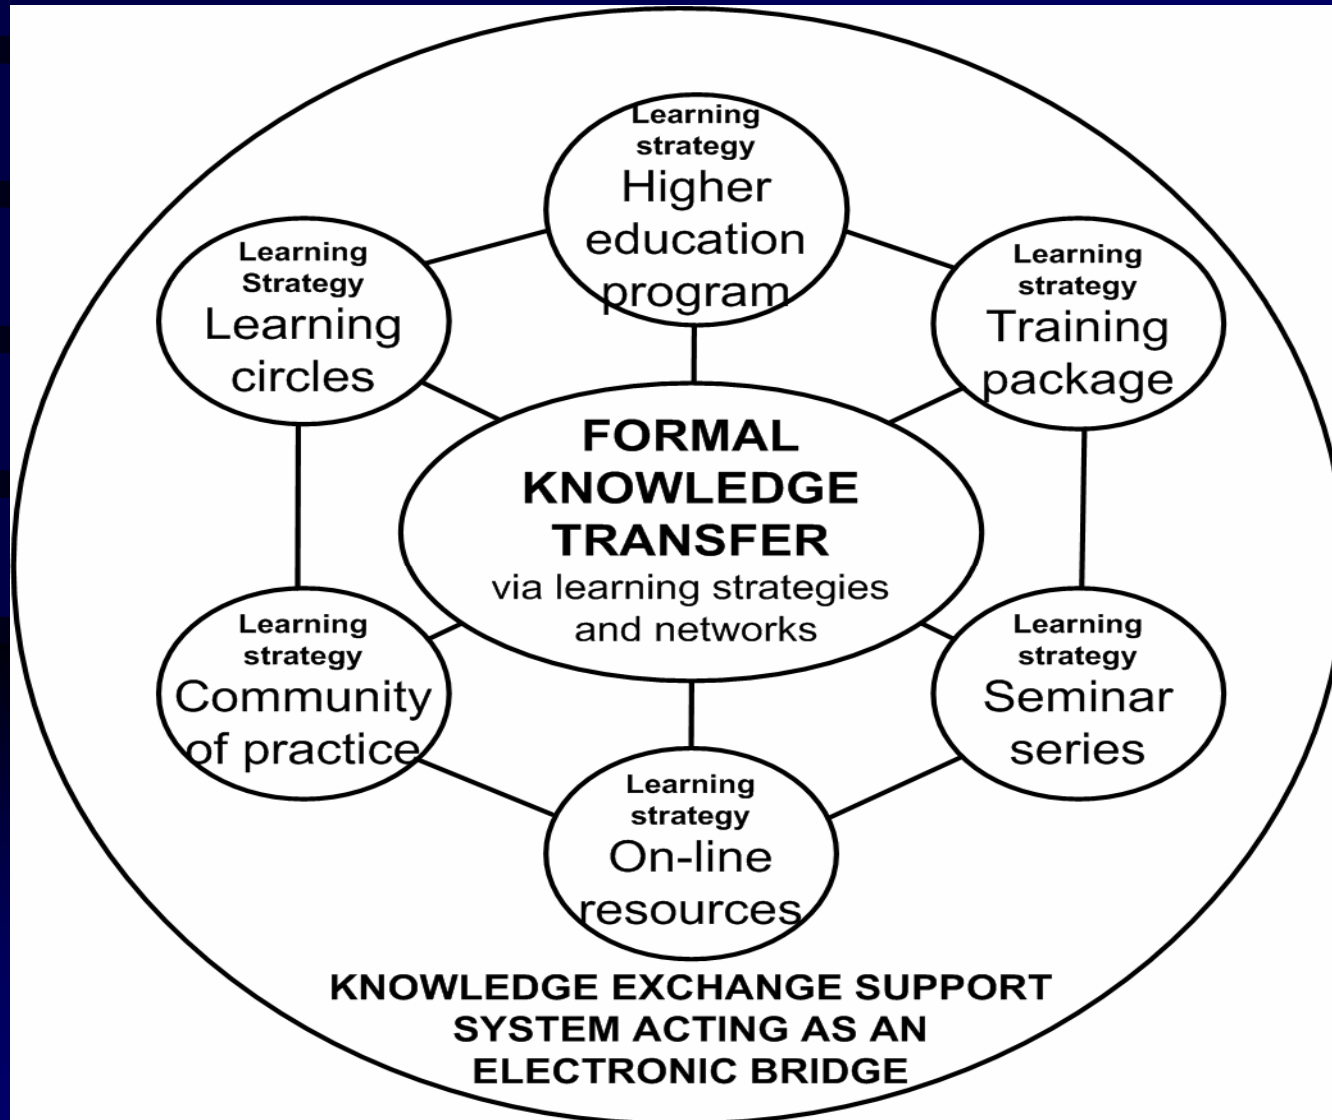 Learning
strategy
Higher
education
program
Learning
Strategy
Learning
circles
Learning
strategy
Training
package
FORMAL
KNOWLEDGE
TRANSFER
via learning strategies
and networks
Learning
strategy
Community
of practice
Learning
strategy
Seminar
series
Learning
strategy
On-line
resources
KNOWLEDGE EXCHANGE SUPPORT
SYSTEM ACTING AS AN
ELECTRONIC BRIDGE